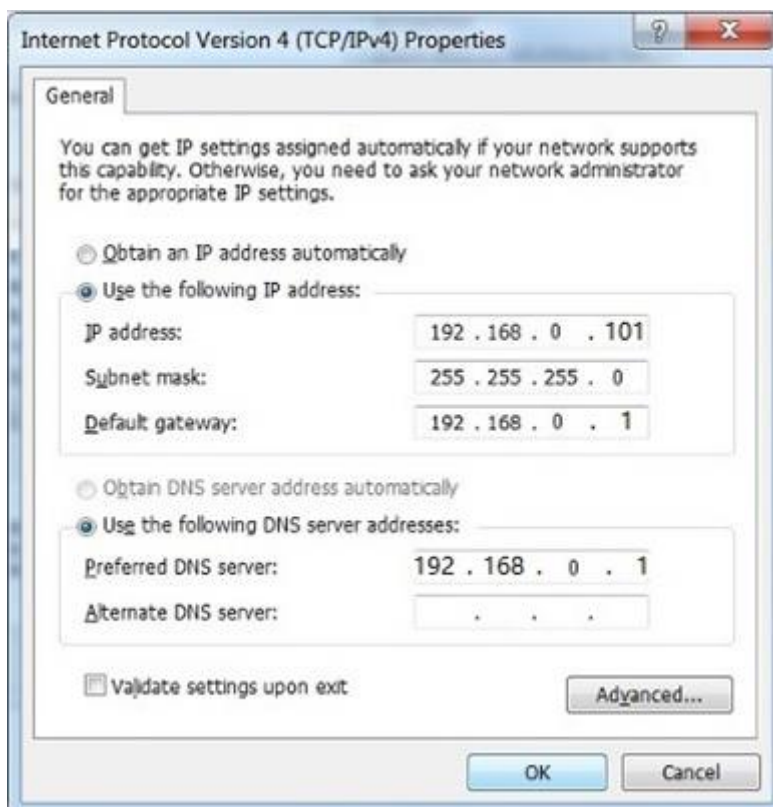 Internet Protocol Version 4 (TCP/IPv4) Properties
General
You can get IP settings assigned automatically if your network supports
this capability. Otherwise, you need to ask your network administrator
for the appropriate IP settings.
Obtain an IP address automatically
Use the following IP address:
IP address: 192 . 168 . 0 . 101
Subnet mask: 255 . 255 . 255 . 0
Default gateway: 192 . 168 . 0 . 1
Obtain DNS server address automatically
Use the following DNS server addresses:
Preferred DNS server: 192 . 168 . 0 . 1
Alternate DNS server: . . .
Validate settings upon exit
Advanced...
OK Cancel